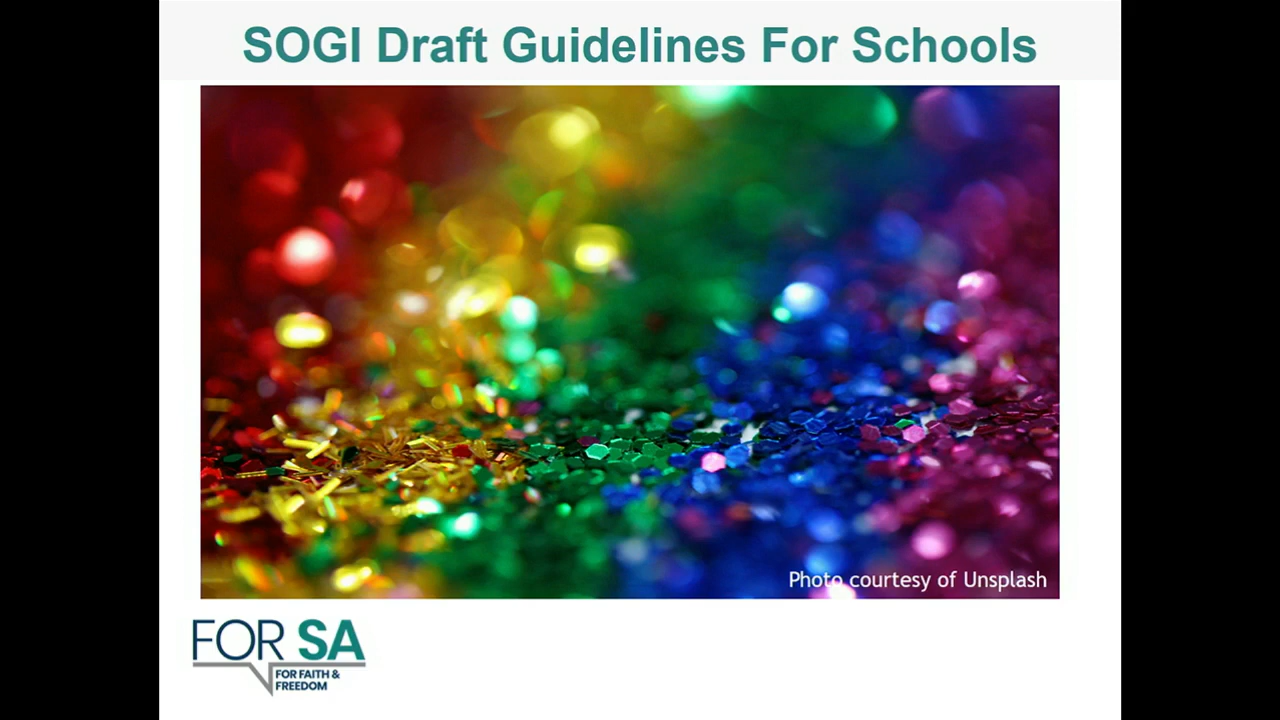 SOGI Draft Guidelines For Schools
Photo courtesy of Unsplash
FOR SA
FOR FAITH &
FREEDOM